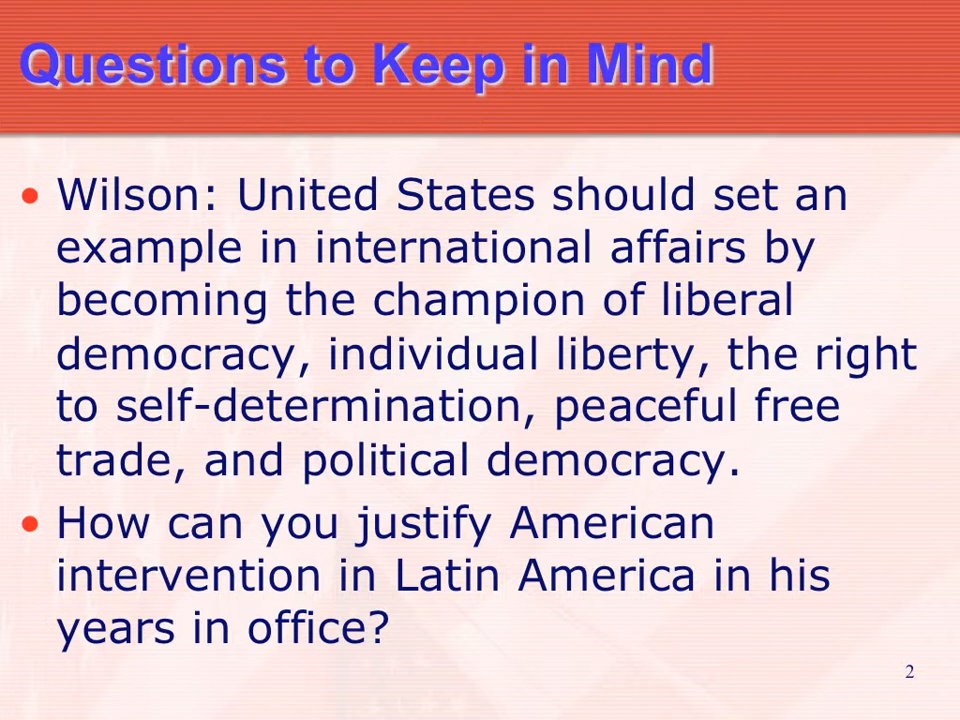 Questions to Keep in Mind
• Wilson: United States should set an
example in international affairs by
becoming the champion of liberal
democracy, individual liberty, the right
to self-determination, peaceful free
trade, and political democracy.
• How can you justify American
intervention in Latin America in his
years in office?
2